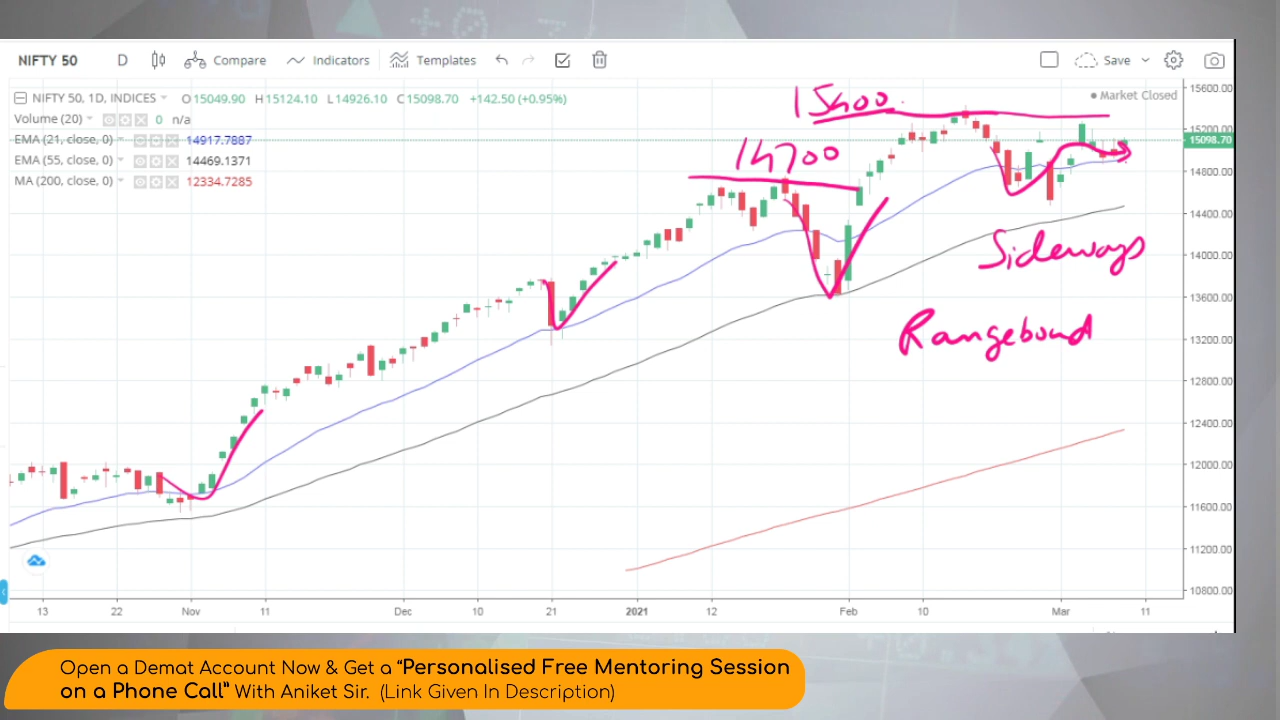 NIFTY 50 D Compare Indicators Templates Save
NIFTY 50, 1D, INDICES O15049.90 H15124.10 L14926.10 C15098.70 +142.50 (+0.95%)
Market Closed
Volume (20) 0 n/a
EMA (21, close, 0) 14917.7887
EMA (55, close, 0) 14469.1371
MA (200, close, 0) 12334.7285
15400
14700
Sideways
Rangebound
15600.00
15200.00
15098.70
14800.00
14400.00
14000.00
13600.00
13200.00
12800.00
12400.00
12000.00
11600.00
11200.00
10800.00
13 22 Nov 11 Dec 10 21 2021 12 Feb 10 Mar 11
Open a Demat Account Now & Get a “Personalised Free Mentoring Session
on a Phone Call” With Aniket Sir. (Link Given In Description)